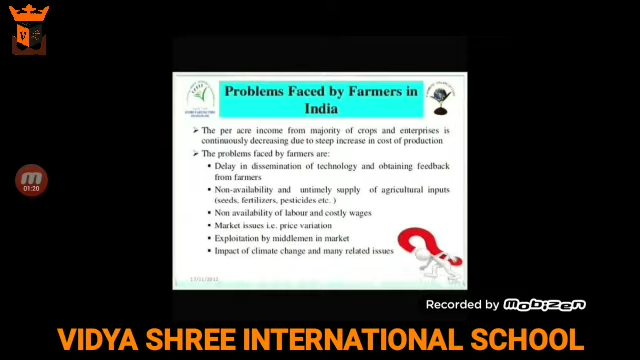 V S
Problems Faced by Farmers in
India
➢ The per acre income from majority of crops and enterprises is
continuously decreasing due to steep increase in cost of production
➢ The problems faced by farmers are:
▪ Delay in dissemination of technology and obtaining feedback
from farmers
▪ Non-availability and untimely supply of agricultural inputs
(seeds, fertilizers, pesticides etc. )
01:20
▪ Non availability of labour and costly wages
▪ Market issues i.e. price variation
▪ Exploitation by middlemen in market
▪ Impact of climate change and many related issues
Recorded by Mobizen
VIDYA SHREE INTERNATIONAL SCHOOL